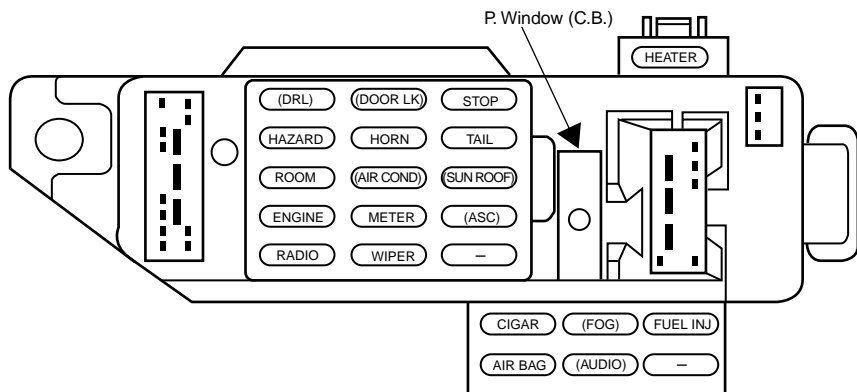 P. Window (C.B.)
HEATER
(DRL) (DOOR LK) STOP
HAZARD HORN TAIL
ROOM (AIR COND) (SUN ROOF)
ENGINE METER (ASC)
RADIO WIPER –
CIGAR (FOG) FUEL INJ
AIR BAG (AUDIO) –